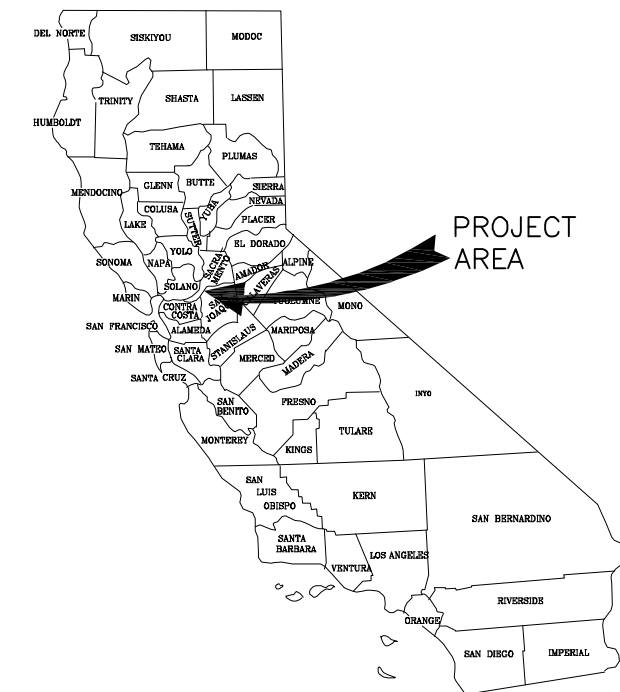 DEL NORTE
SISKIYOU
MODOC
TRINITY
SHASTA
LASSEN
HUMBOLDT
TEHAMA
PLUMAS
MENDOCINO
GLENN
BUTTE
SIERRA
NEVADA
COLUSA
YUBA
SUTTER
PLACER
LAKE
EL DORADO
YOLO
SONOMA
NAPA
SACRA-
MENTO
AMADOR
ALPINE
PROJECT
AREA
SOLANO
MARIN
CONTRA
COSTA
MONO
SAN FRANCISCO
ALAMEDA
STANISLAUS
MARIPOSA
SAN MATEO
SANTA
CLARA
MERCED
MADERA
SANTA CRUZ
INYO
SAN
BENITO
FRESNO
TULARE
MONTEREY
KINGS
SAN
LUIS
OBISPO
KERN
SAN BERNARDINO
SANTA
BARBARA
LOS ANGELES
VENTURA
RIVERSIDE
ORANGE
SAN DIEGO
IMPERIAL